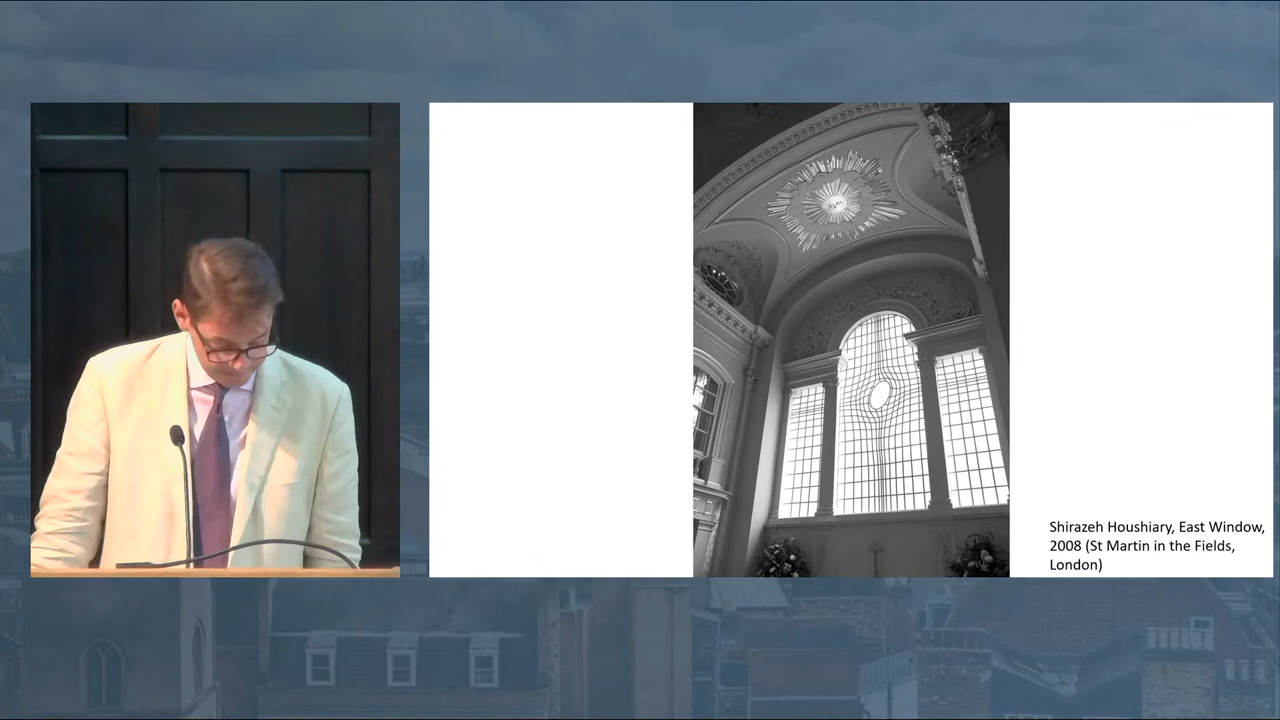 Shirazeh Houshiary, East Window,
2008 (St Martin in the Fields,
London)